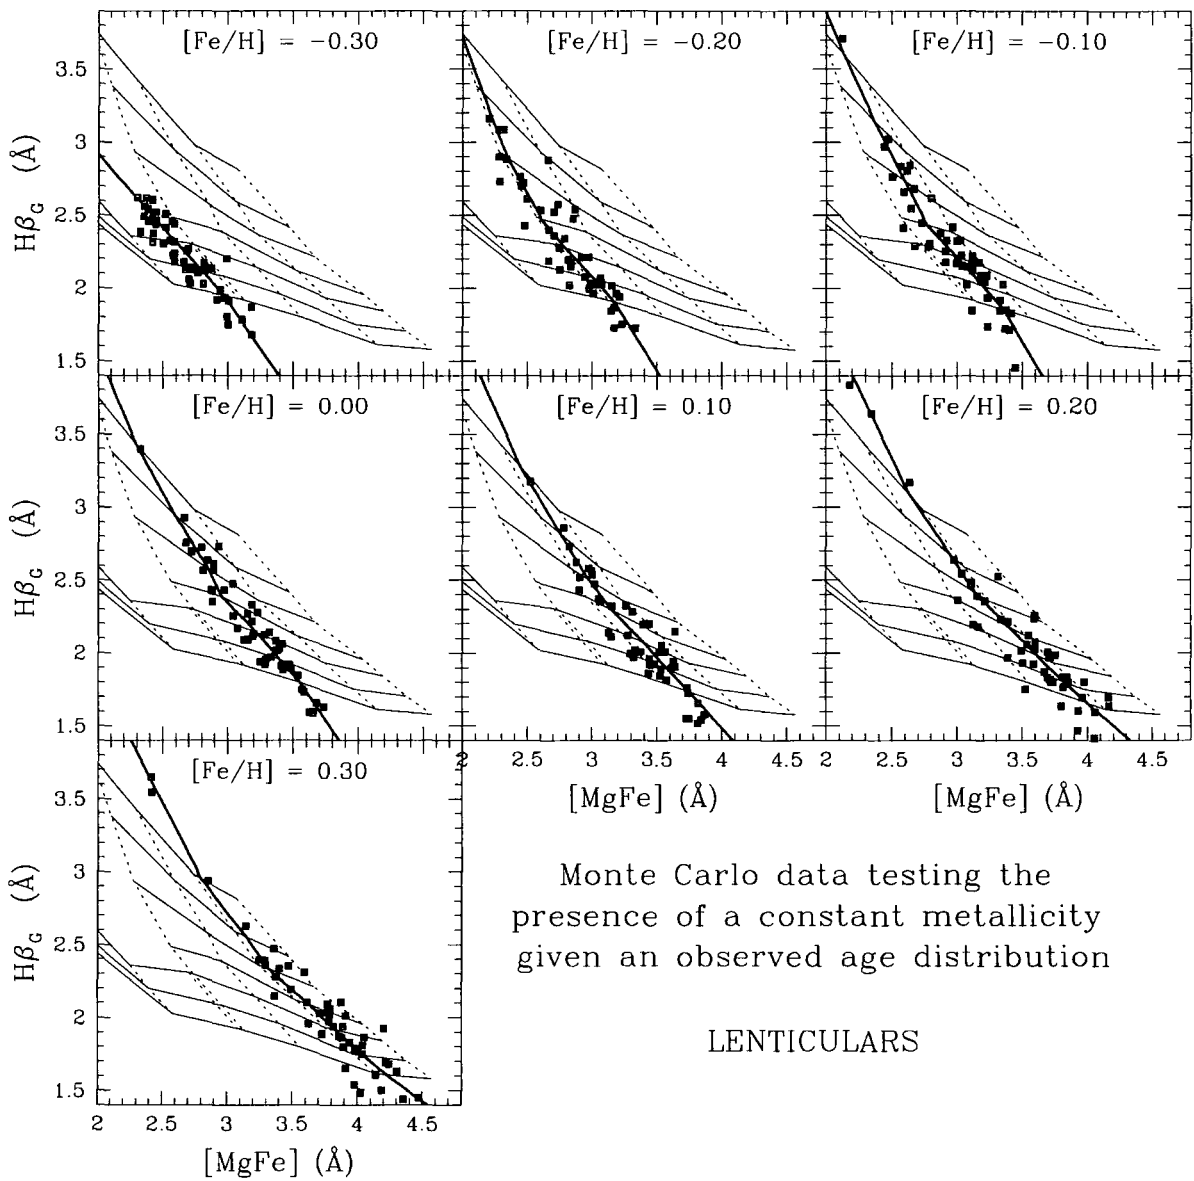 [Fe/H] = −0.30
[Fe/H] = −0.20
[Fe/H] = −0.10
3.5
3
2.5
2
1.5
Hβ_G (Å)
[Fe/H] = 0.00
[Fe/H] = 0.10
[Fe/H] = 0.20
3.5
3
2.5
2
1.5
Hβ_G (Å)
2 2.5 3 3.5 4 4.5
2 2.5 3 3.5 4 4.5
[MgFe] (Å)
[MgFe] (Å)
[Fe/H] = 0.30
3.5
3
2.5
2
1.5
Hβ_G (Å)
2 2.5 3 3.5 4 4.5
[MgFe] (Å)
Monte Carlo data testing the
presence of a constant metallicity
given an observed age distribution
LENTICULARS